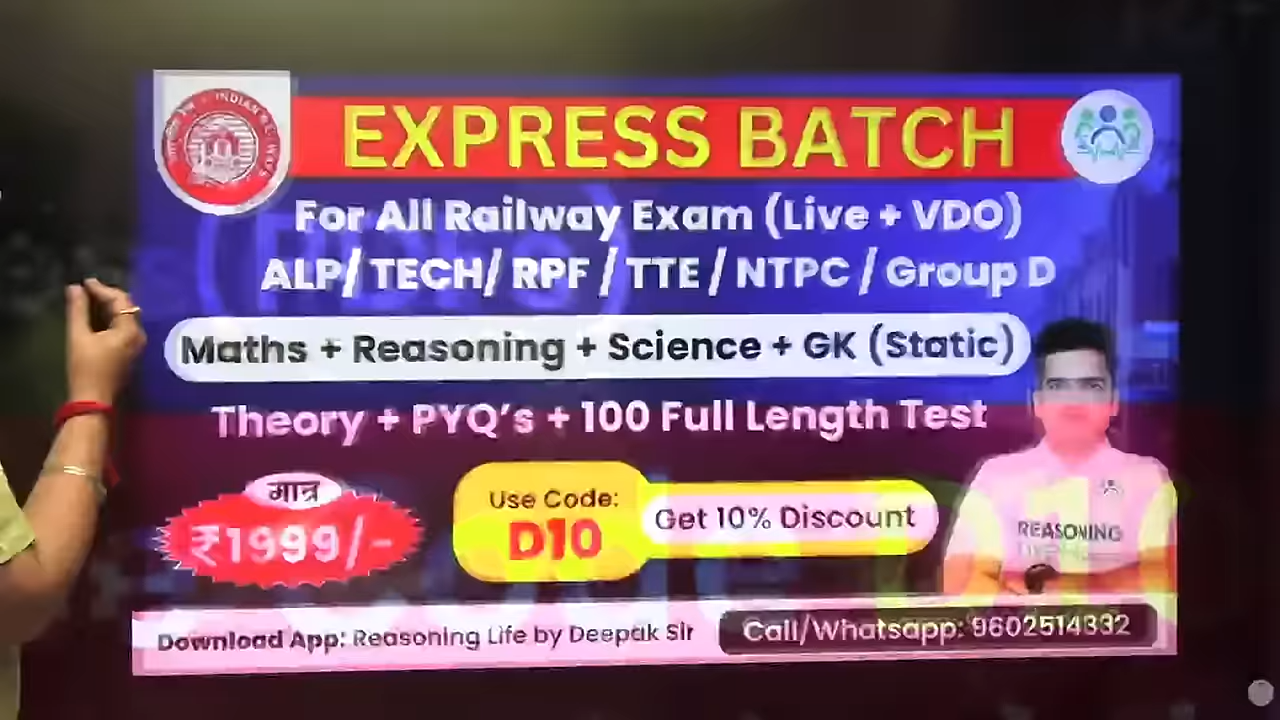 EXPRESS BATCH
For All Railway Exam (Live + VDO)
ALP/ TECH/ RPF / TTE / NTPC / Group D
Maths + Reasoning + Science + GK (Static)
Theory + PYQ's + 100 Full Length Test
मात्र
₹1999/-
Use Code:
D10
Get 10% Discount
REASONING
Download App: Reasoning Life by Deepak Sir
Call/Whatsapp: 9602514332